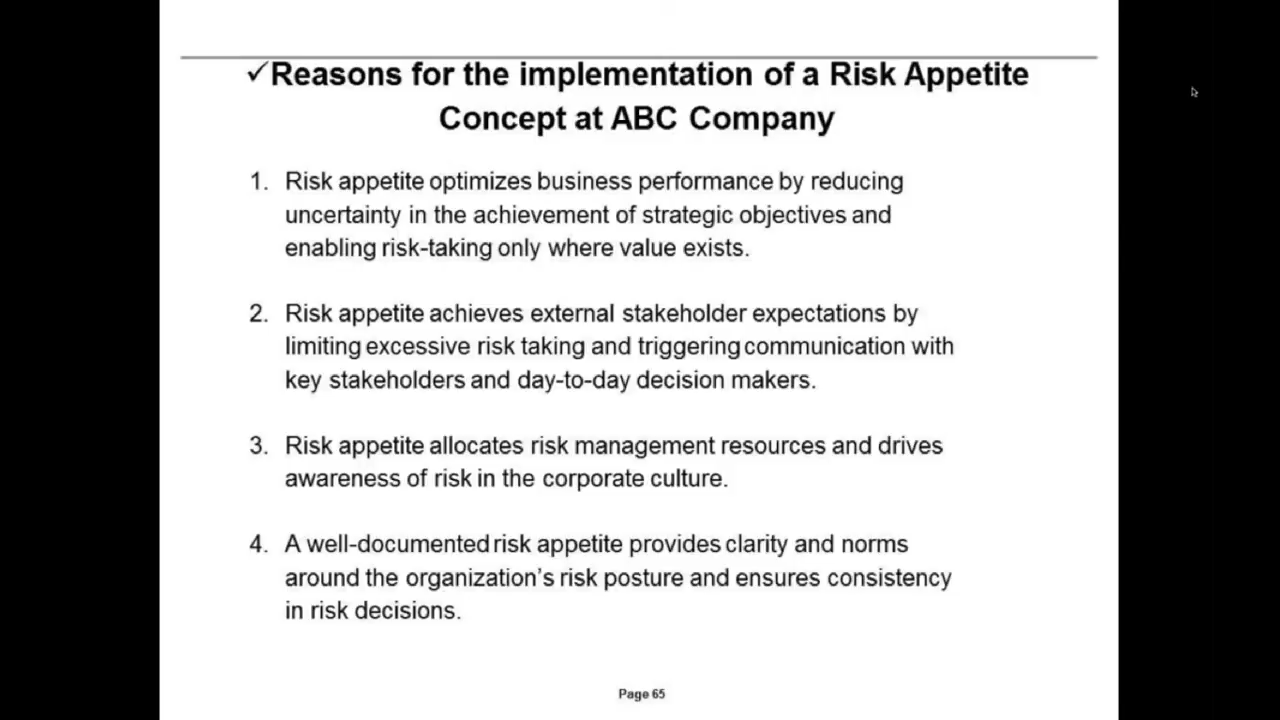 ✓Reasons for the implementation of a Risk Appetite
Concept at ABC Company
1. Risk appetite optimizes business performance by reducing
uncertainty in the achievement of strategic objectives and
enabling risk-taking only where value exists.
2. Risk appetite achieves external stakeholder expectations by
limiting excessive risk taking and triggering communication with
key stakeholders and day-to-day decision makers.
3. Risk appetite allocates risk management resources and drives
awareness of risk in the corporate culture.
4. A well-documented risk appetite provides clarity and norms
around the organization’s risk posture and ensures consistency
in risk decisions.
Page 65